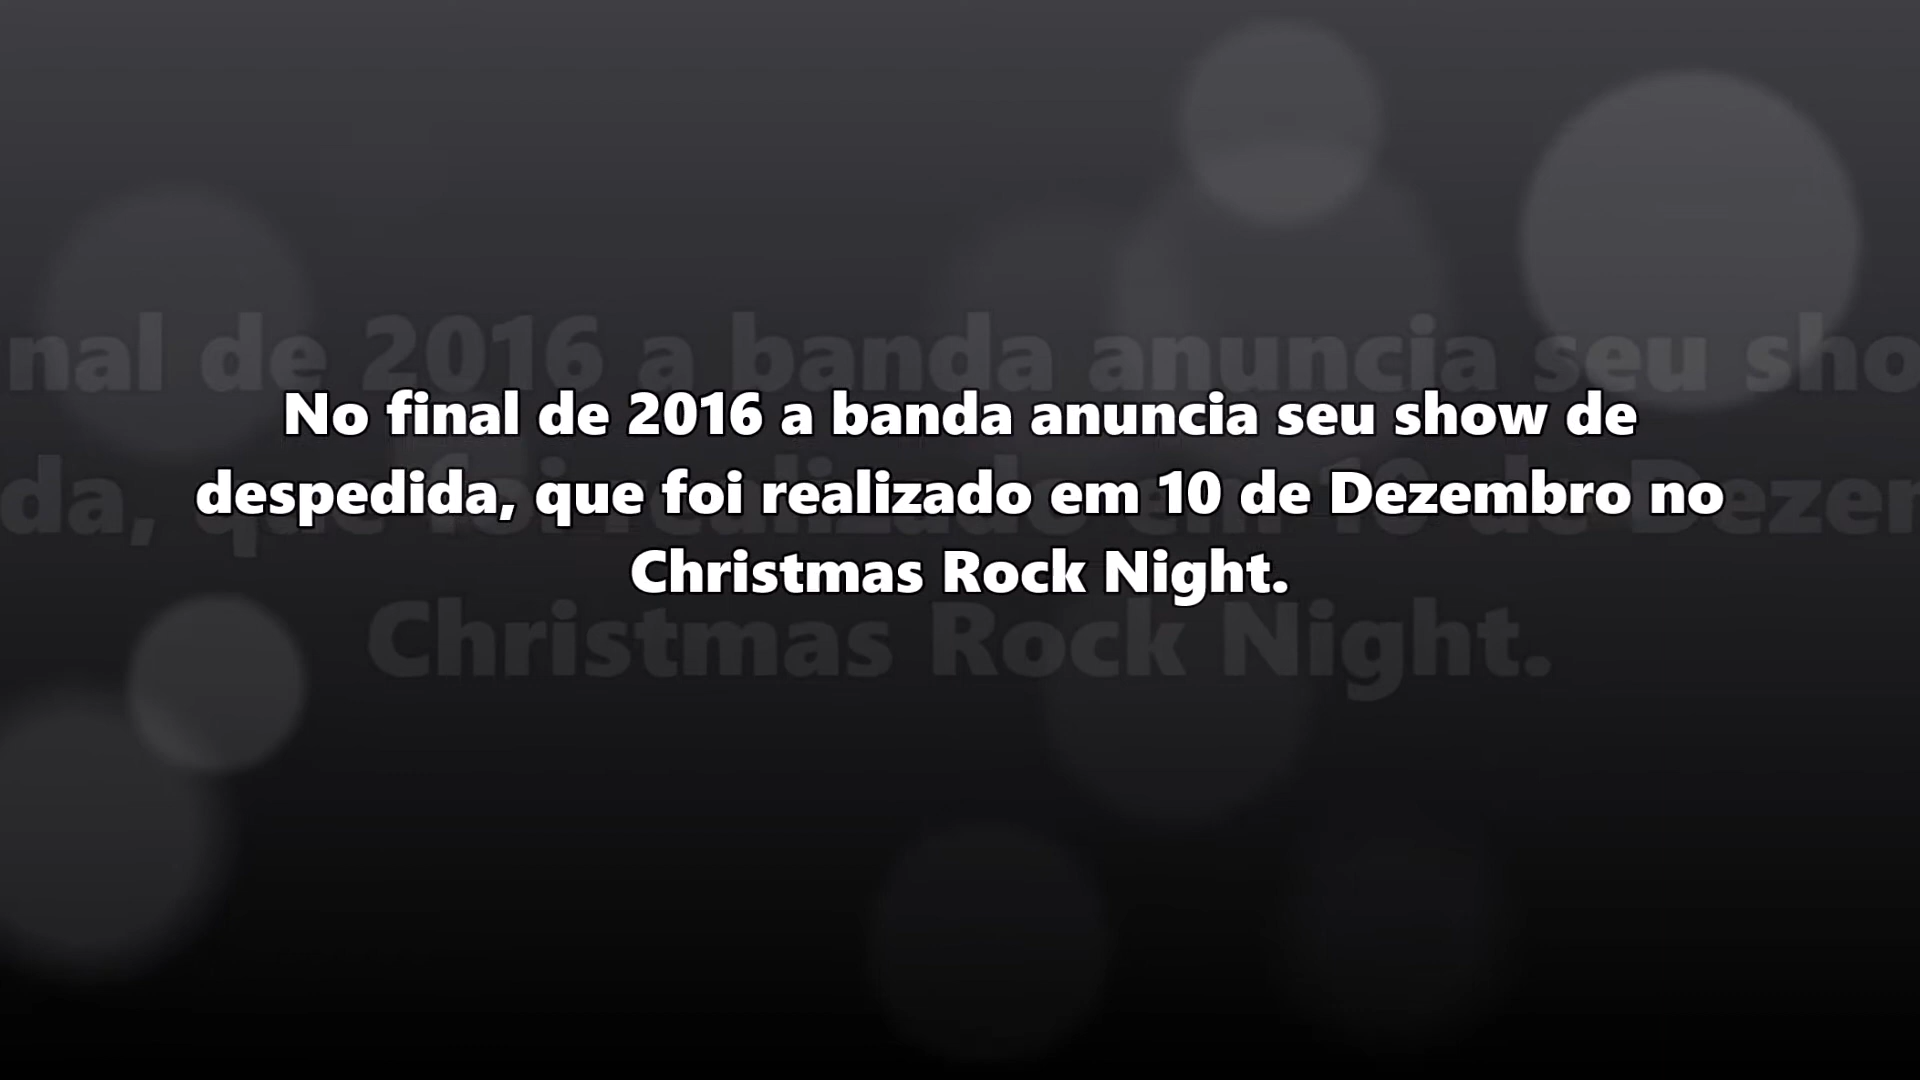 No final de 2016 a banda anuncia seu show de
despedida, que foi realizado em 10 de Dezembro no
Christmas Rock Night.